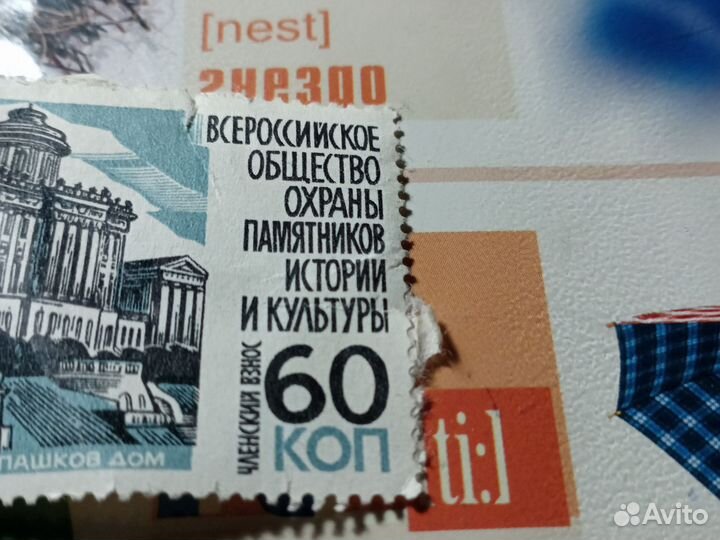 [nest]
гнездо
ВСЕРОССИЙСКОЕ
ОБЩЕСТВО
ОХРАНЫ
ПАМЯТНИКОВ
ИСТОРИИ
И КУЛЬТУРЫ
ЧЛЕНСКИЙ ВЗНОС
60
КОП
ПАШКОВ ДОМ
ti:]
Avito